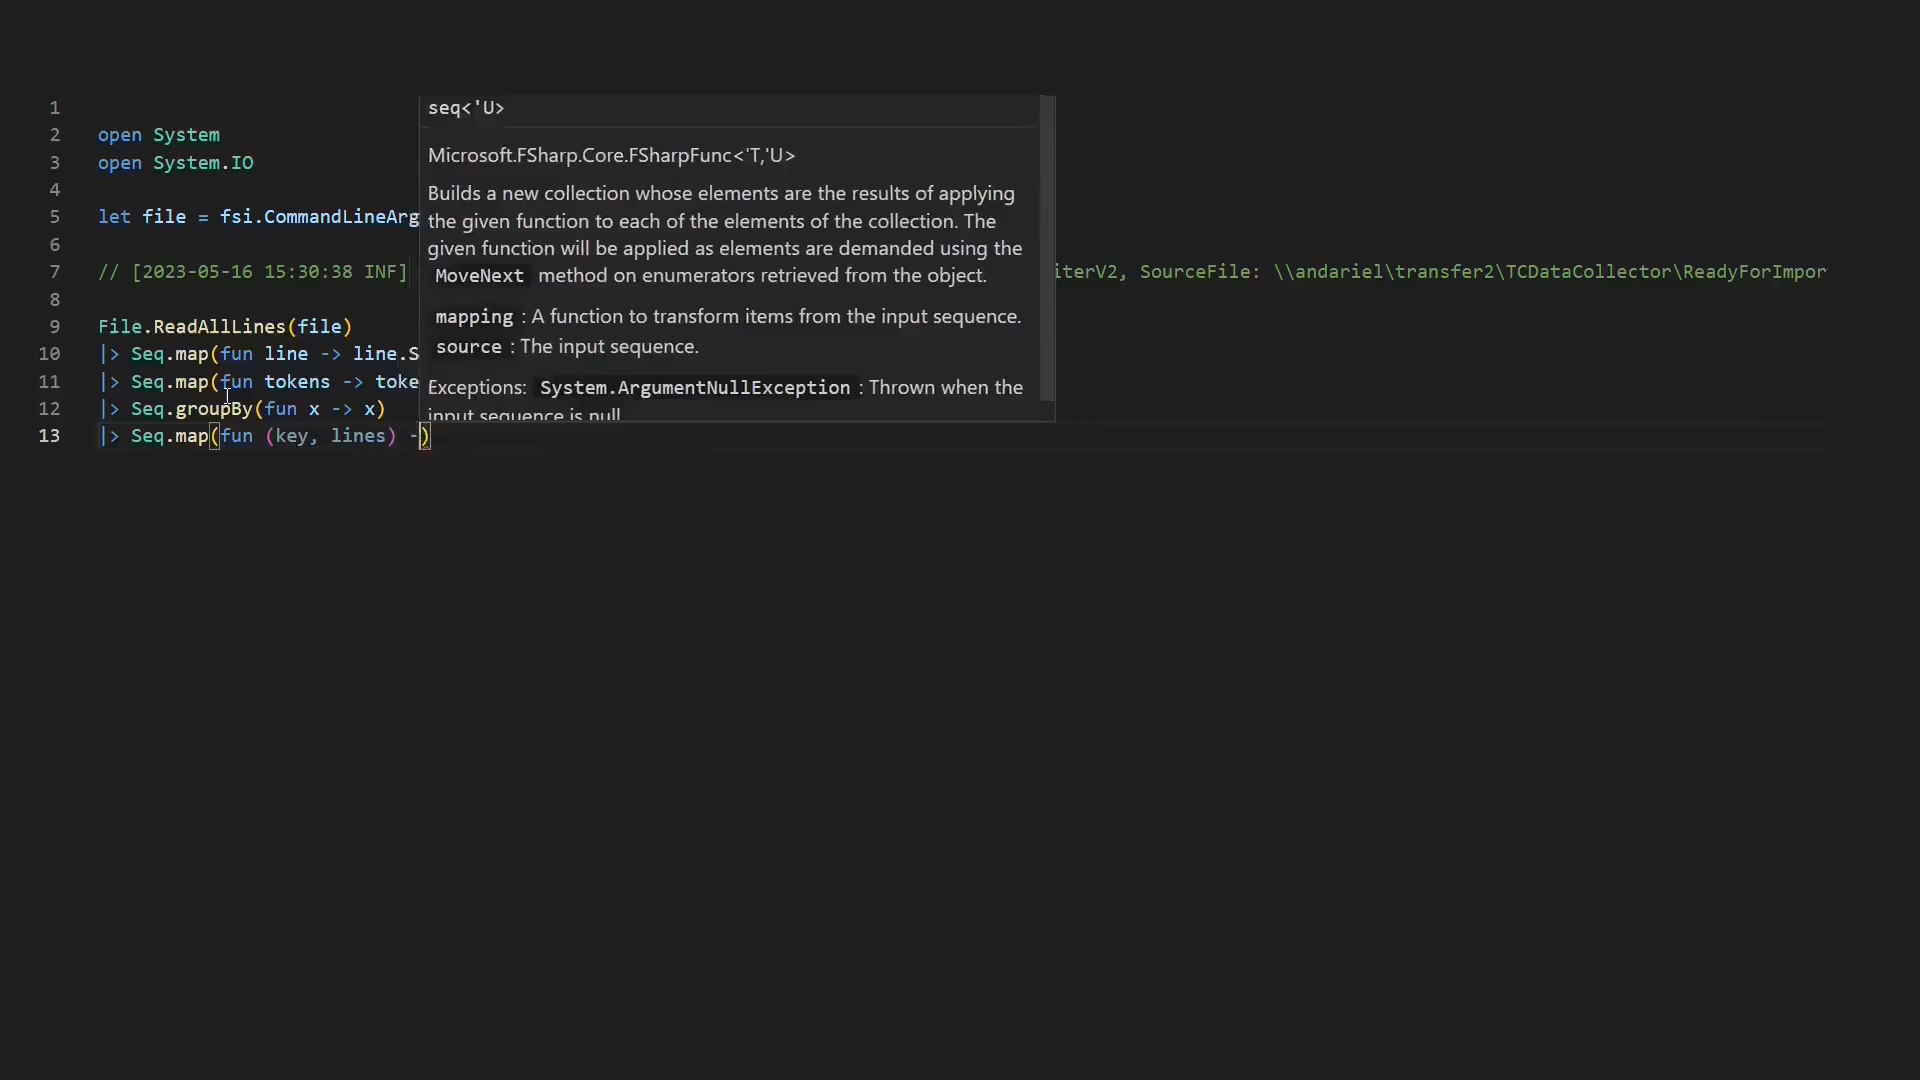 1
2 open System
3 open System.IO
4
5 let file = fsi.CommandLineArg
6
7 // [2023-05-16 15:30:38 INF] iterV2, SourceFile: \\andariel\transfer2\TCDataCollector\ReadyForImpor
8
9 File.ReadAllLines(file)
10 |> Seq.map(fun line -> line.S
11 |> Seq.map(fun tokens -> toke
12 |> Seq.groupBy(fun x -> x)
13 |> Seq.map(fun (key, lines) -)
seq<'U>
Microsoft.FSharp.Core.FSharpFunc<'T,'U>
Builds a new collection whose elements are the results of applying
the given function to each of the elements of the collection. The
given function will be applied as elements are demanded using the
MoveNext method on enumerators retrieved from the object.
mapping : A function to transform items from the input sequence.
source : The input sequence.
Exceptions: System.ArgumentNullException : Thrown when the
input sequence is null